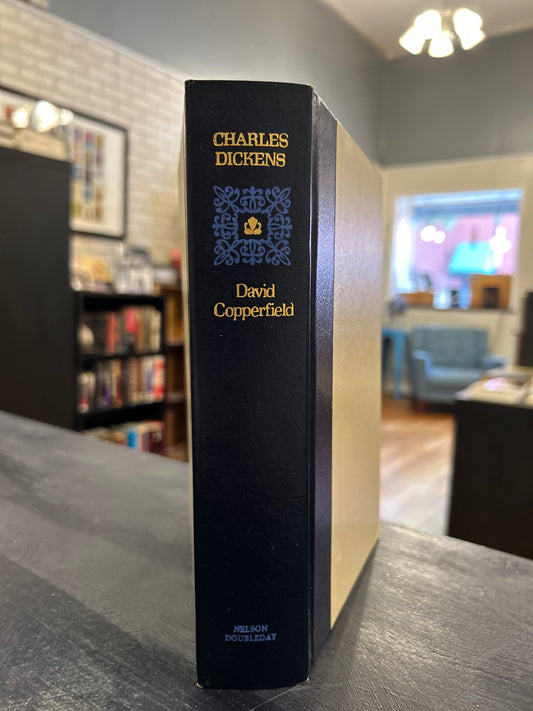 CHARLES
DICKENS
David
Copperfield
NELSON
DOUBLEDAY